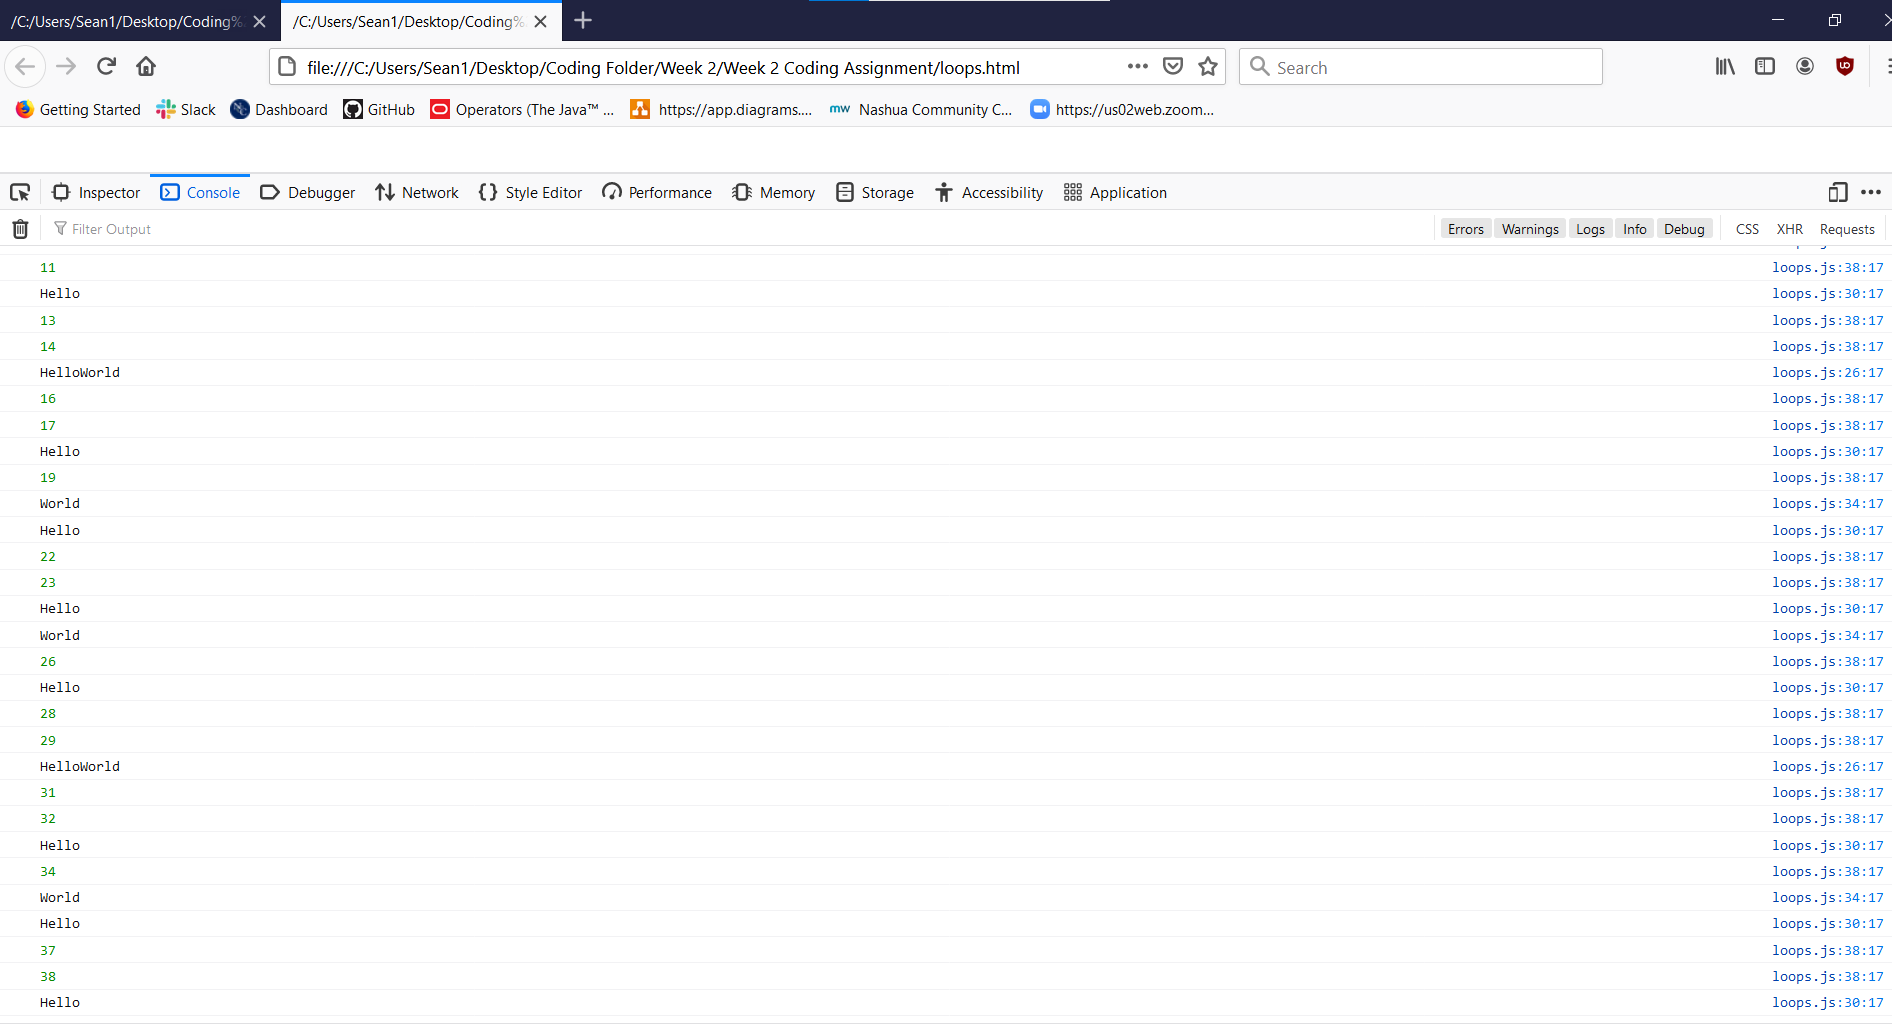 /C:/Users/Sean1/Desktop/Coding% /C:/Users/Sean1/Desktop/Coding%
file:///C:/Users/Sean1/Desktop/Coding Folder/Week 2/Week 2 Coding Assignment/loops.html Search
Getting Started Slack Dashboard GitHub Operators (The Java™ ... https://app.diagrams.... mw Nashua Community C... https://us02web.zoom...
Inspector Console Debugger Network Style Editor Performance Memory Storage Accessibility Application
Filter Output Errors Warnings Logs Info Debug CSS XHR Requests
11 loops.js:38:17
Hello loops.js:30:17
13 loops.js:38:17
14 loops.js:38:17
HelloWorld loops.js:26:17
16 loops.js:38:17
17 loops.js:38:17
Hello loops.js:30:17
19 loops.js:38:17
World loops.js:34:17
Hello loops.js:30:17
22 loops.js:38:17
23 loops.js:38:17
Hello loops.js:30:17
World loops.js:34:17
26 loops.js:38:17
Hello loops.js:30:17
28 loops.js:38:17
29 loops.js:38:17
HelloWorld loops.js:26:17
31 loops.js:38:17
32 loops.js:38:17
Hello loops.js:30:17
34 loops.js:38:17
World loops.js:34:17
Hello loops.js:30:17
37 loops.js:38:17
38 loops.js:38:17
Hello loops.js:30:17